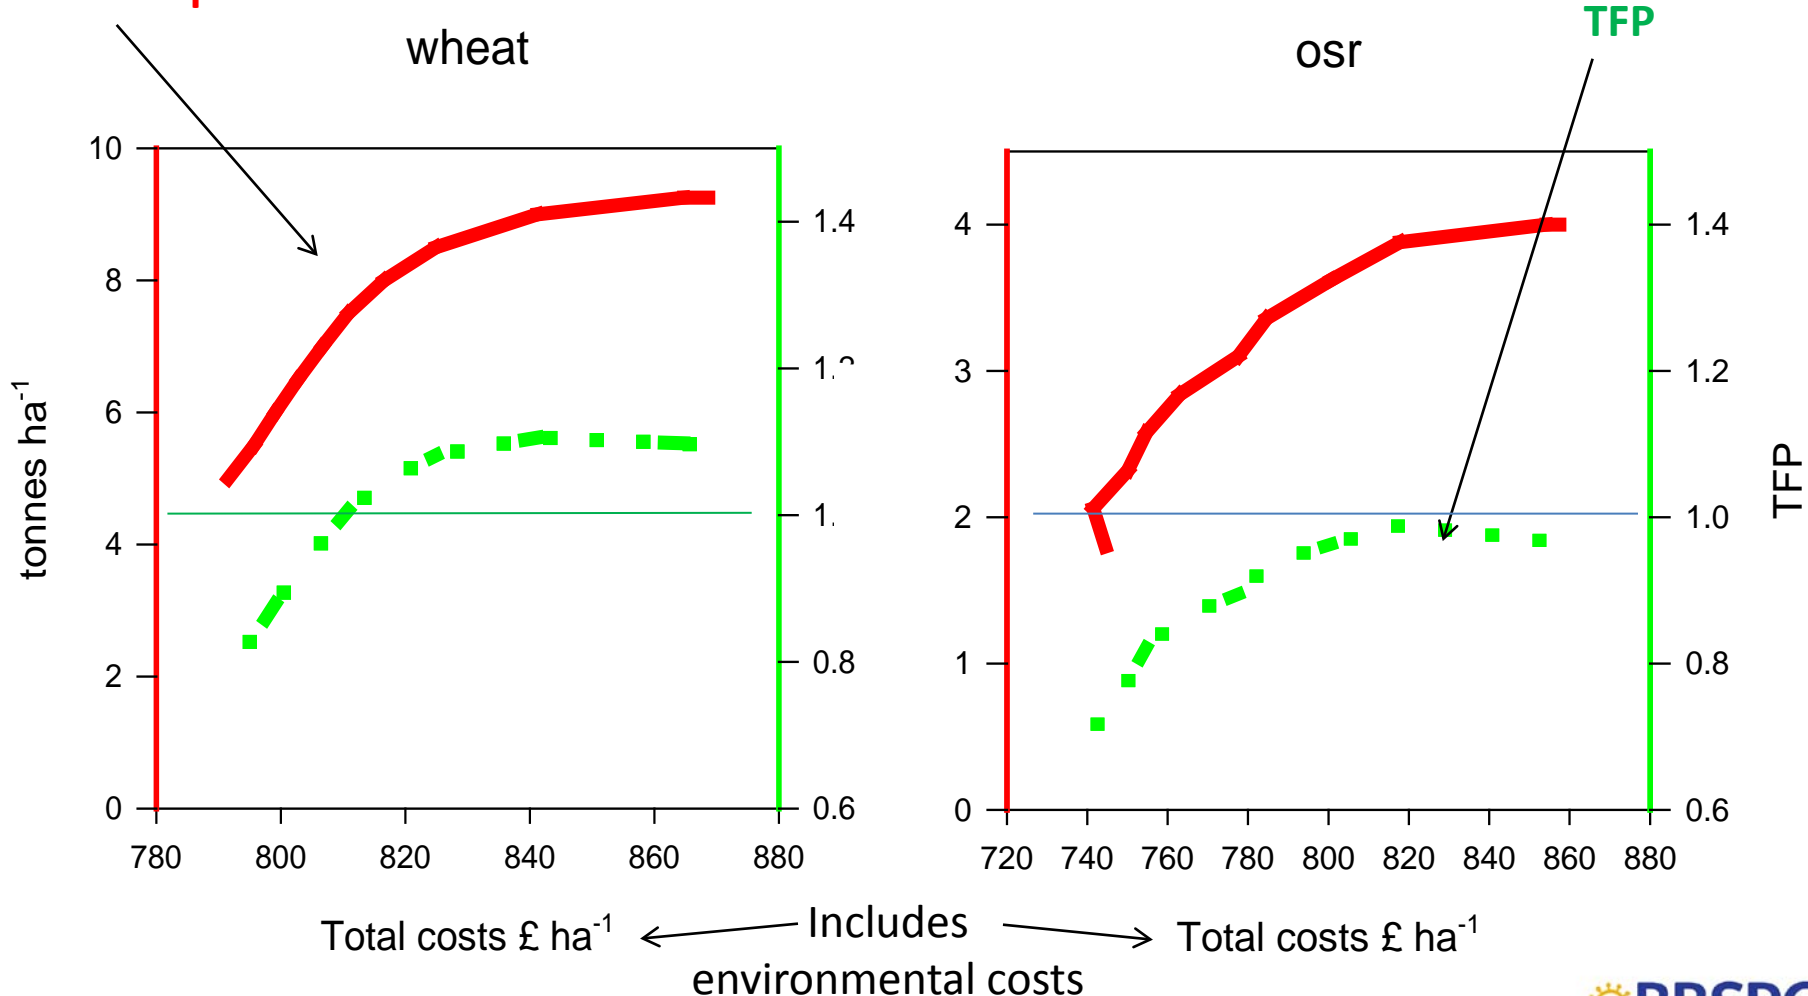 TFP
wheat
osr
10
8
6
4
2
0
1.4
0.8
0.6
780 800 820 840 860 880
tonnes ha-1
4
3
2
1
0
1.4
1.2
1.0
0.8
0.6
720 740 760 780 800 820 840 860 880
TFP
Total costs £ ha-1
Includes
environmental costs
Total costs £ ha-1